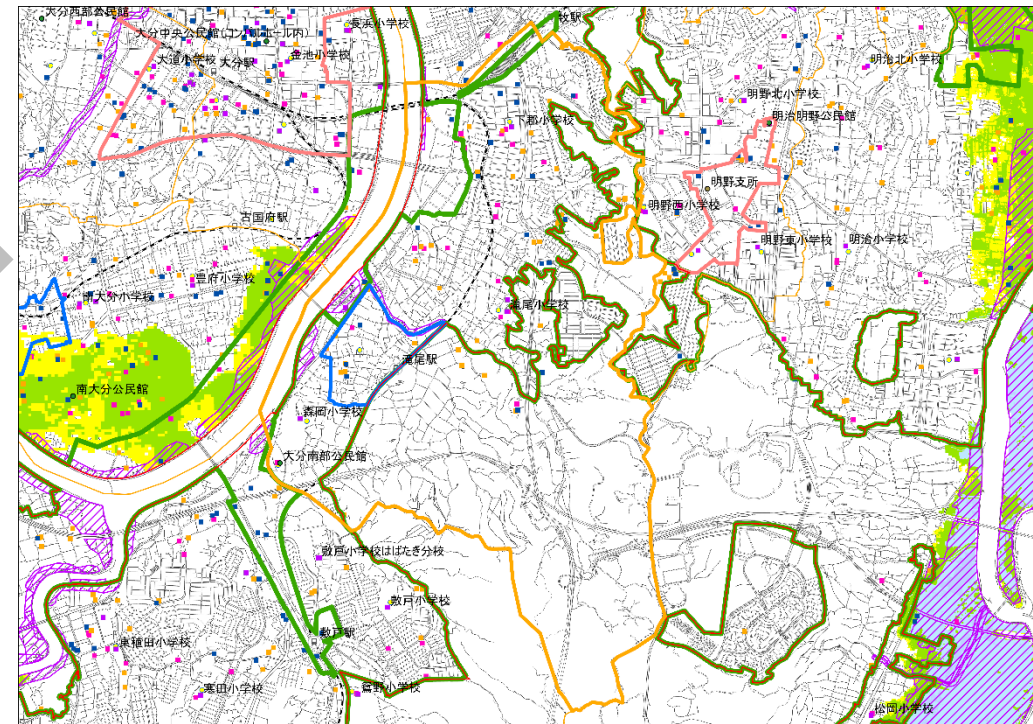 大分西部公民館
長浜小学校
牧駅
大分中央公民館(コンパルホール内)
金池小学校
大道小学校
大分駅
明治北小学校
明野北小学校
明治明野公民館
下郡小学校
明野支所
明野西小学校
古国府駅
明野東小学校
明治小学校
豊府小学校
南大分小学校
滝尾小学校
滝尾駅
南大分公民館
森岡小学校
大分南部公民館
敷戸小学校はばたき分校
敷戸小学校
敷戸駅
東稙田小学校
寒田小学校
鴛野小学校
松岡小学校